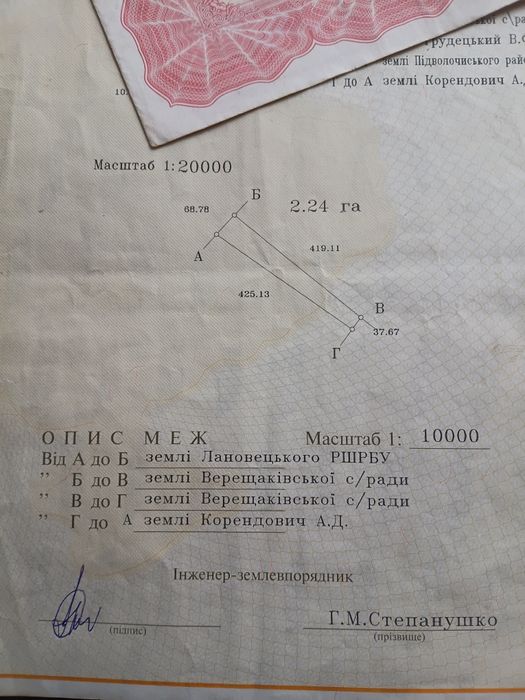 с/ра
рудецький В.
землі Підволочиського рай
Г до А землі Корендович А.Д
10.
Масштаб 1:20000
Б
68.78
2.24 га
А
419.11
425.13
В
37.67
Г
ОПИС МЕЖ Масштаб 1: 10000
Від А до Б землі Лановецького РШРБУ
” Б до В землі Верещаківської с/ради
” В до Г землі Верещаківської с/ради
” Г до А землі Корендович А.Д.
Інженер-землевпорядник
Г.М.Степанушко
(підпис) (прізвище)